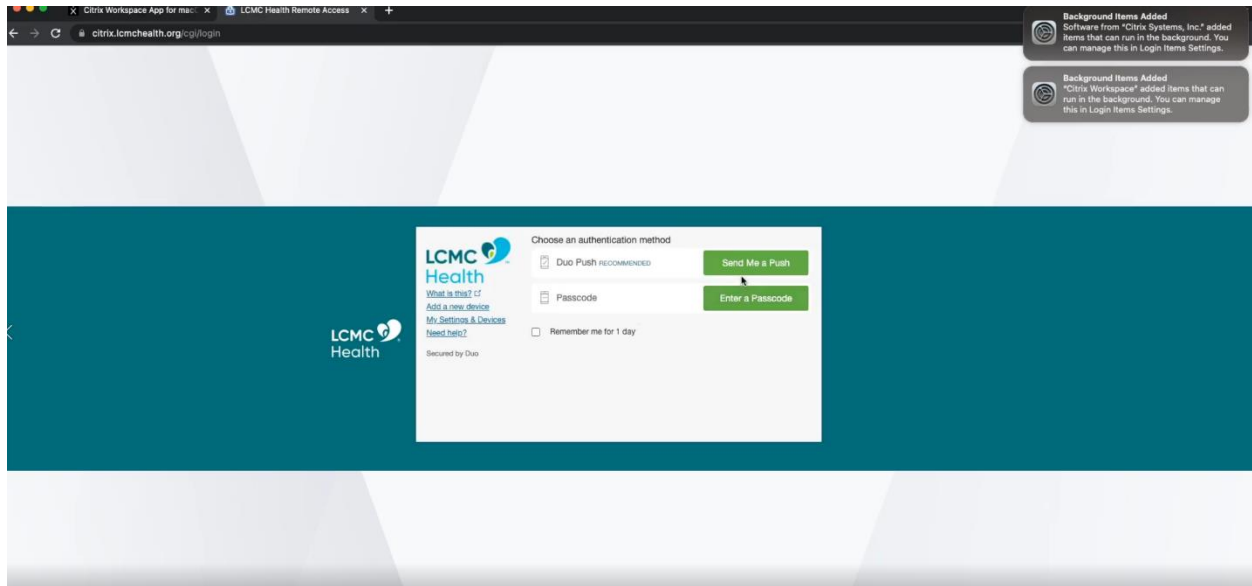 Citrix Workspace App for mac
LCMC Health Remote Access
citrix.lcmchealth.org/cgi/login
Background Items Added
Software from "Citrix Systems, Inc." added
items that can run in the background. You
can manage this in Login Items Settings.
Background Items Added
"Citrix Workspace" added items that can
run in the background. You can manage
this in Login Items Settings.
LCMC
Health
LCMC
Health
What is this?
Add a new device
My Settings & Devices
Need help?
Secured by Duo
Choose an authentication method
Duo Push RECOMMENDED
Send Me a Push
Passcode
Enter a Passcode
Remember me for 1 day